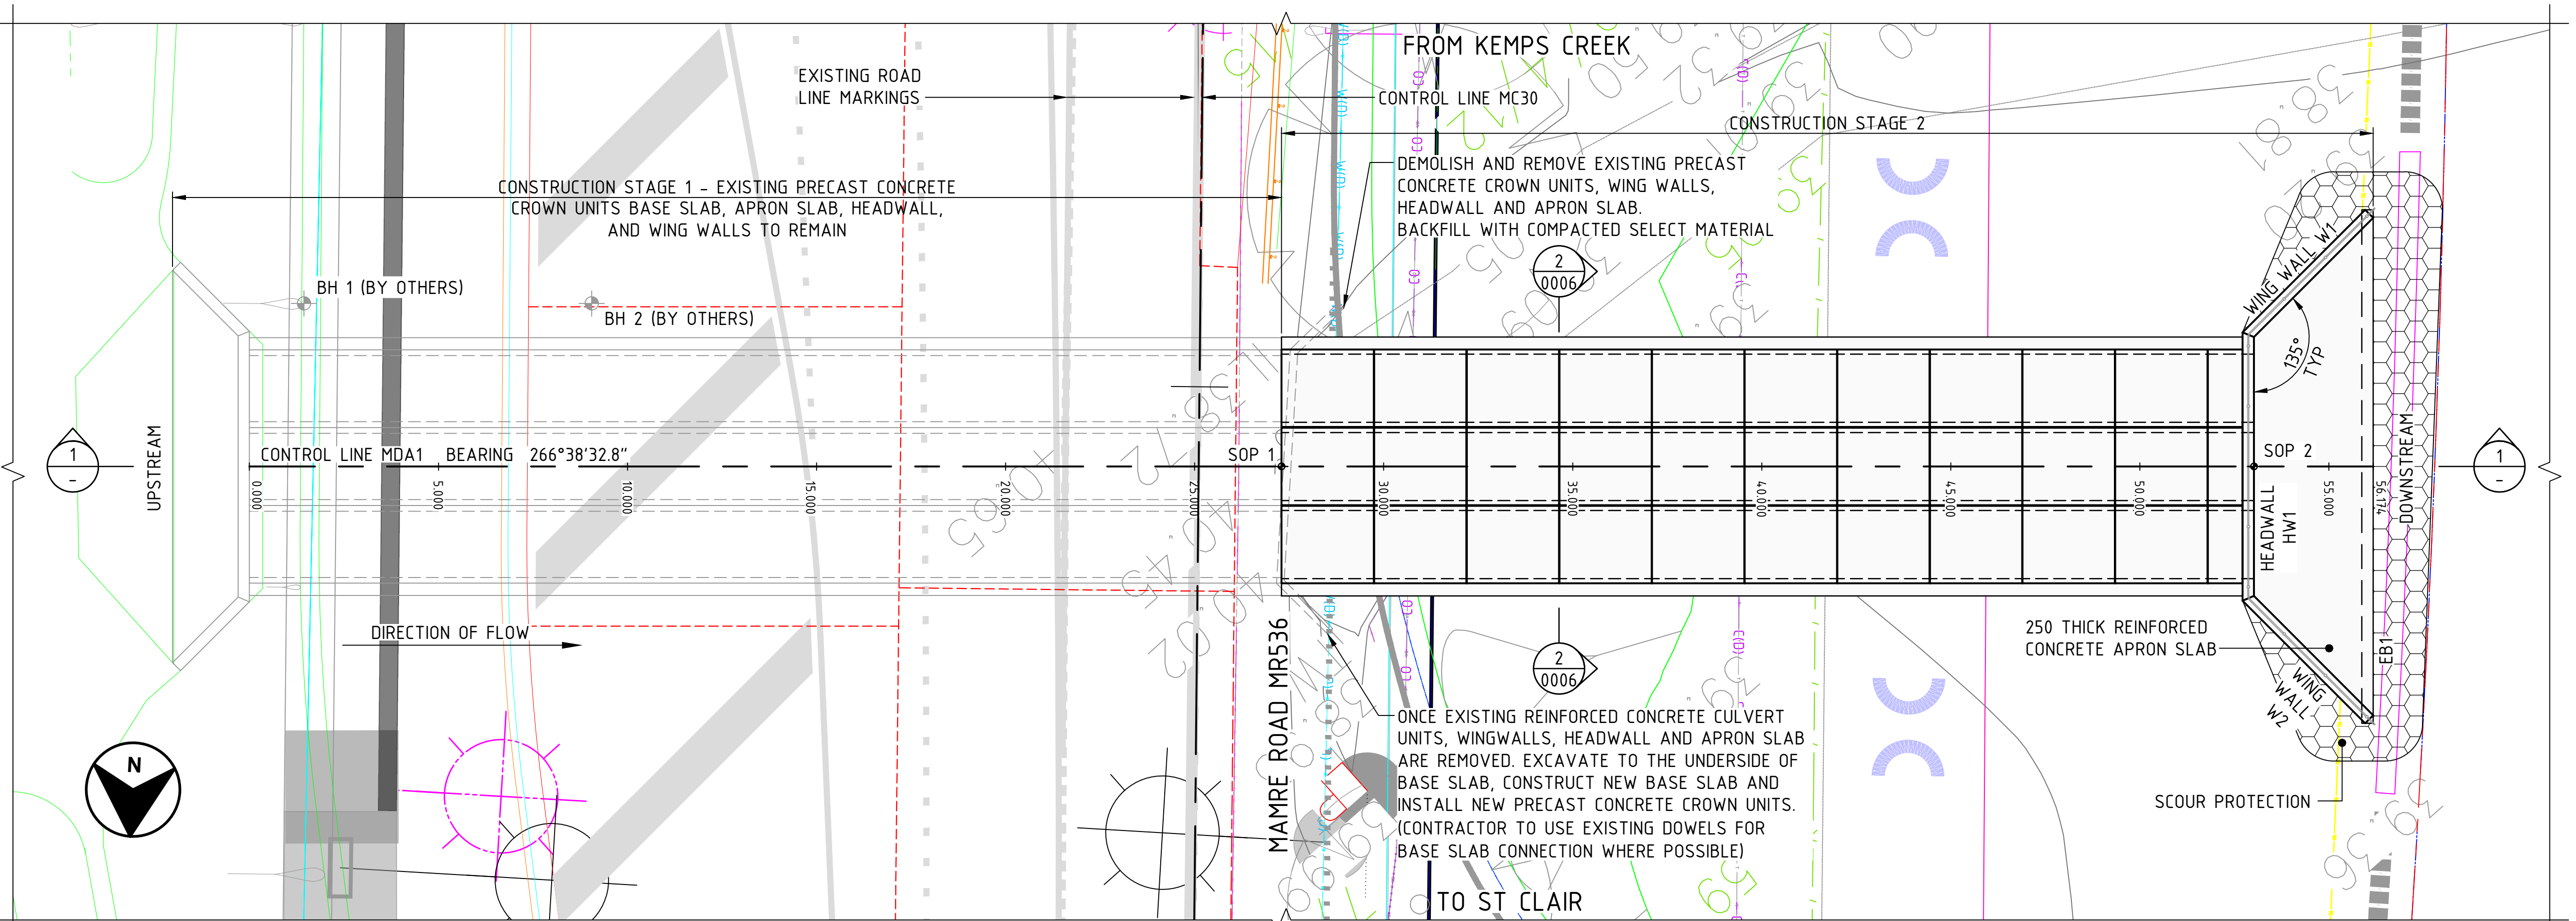 FROM KEMPS CREEK
EXISTING ROAD
LINE MARKINGS
CONTROL LINE MC30
CONSTRUCTION STAGE 2
CONSTRUCTION STAGE 1 - EXISTING PRECAST CONCRETE
CROWN UNITS BASE SLAB, APRON SLAB, HEADWALL,
AND WING WALLS TO REMAIN
DEMOLISH AND REMOVE EXISTING PRECAST
CONCRETE CROWN UNITS, WING WALLS,
HEADWALL AND APRON SLAB.
BACKFILL WITH COMPACTED SELECT MATERIAL
2
0006
BH 1 (BY OTHERS)
BH 2 (BY OTHERS)
WING WALL W1
135°
TYP
1
-
UPSTREAM
CONTROL LINE MDA1 BEARING 266°38'32.8"
SOP 1
SOP 2
1
-
0.000
5.000
10.000
15.000
20.000
25.000
30.000
35.000
40.000
45.000
50.000
55.000
56.174
DOWNSTREAM
HEADWALL
HW1
EB1
DIRECTION OF FLOW
MAMRE ROAD MR536
2
0006
250 THICK REINFORCED
CONCRETE APRON SLAB
WING
WALL
W2
ONCE EXISTING REINFORCED CONCRETE CULVERT
UNITS, WINGWALLS, HEADWALL AND APRON SLAB
ARE REMOVED. EXCAVATE TO THE UNDERSIDE OF
BASE SLAB, CONSTRUCT NEW BASE SLAB AND
INSTALL NEW PRECAST CONCRETE CROWN UNITS.
(CONTRACTOR TO USE EXISTING DOWELS FOR
BASE SLAB CONNECTION WHERE POSSIBLE)
SCOUR PROTECTION
N
TO ST CLAIR